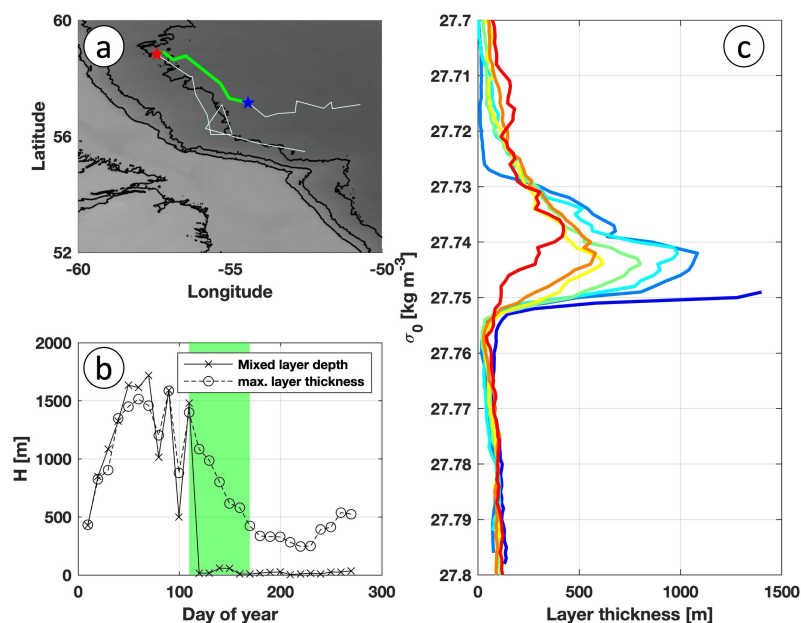 a
60
56
52
Latitude
-60
-55
-50
Longitude
b
2000
1500
1000
500
0
H [m]
Mixed layer depth
max. layer thickness
0
100
200
300
Day of year
c
27.7
27.71
27.72
27.73
27.74
27.75
27.76
27.77
27.78
27.79
27.8
σ₀ [kg m⁻³]
0
500
1000
1500
Layer thickness [m]